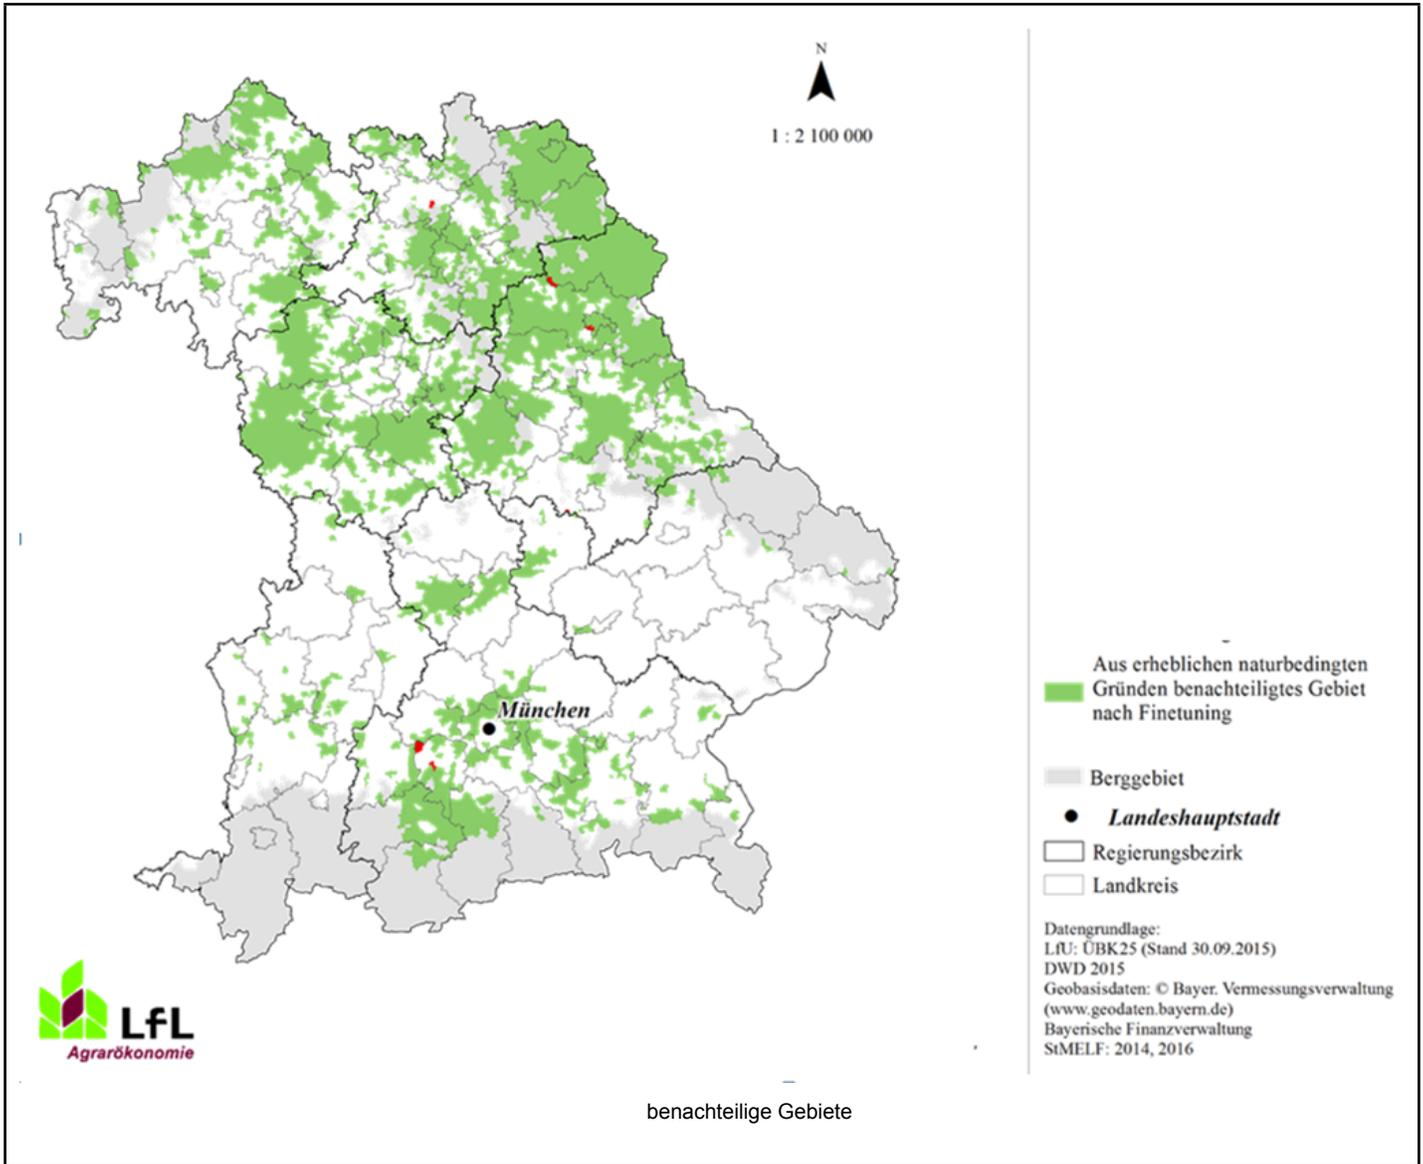 N
1 : 2 100 000
München
Aus erheblichen naturbedingten
Gründen benachteiligtes Gebiet
nach Finetuning
Berggebiet
Landeshauptstadt
Regierungsbezirk
Landkreis
Datengrundlage:
LfU: ÜBK25 (Stand 30.09.2015)
DWD 2015
Geobasisdaten: © Bayer. Vermessungsverwaltung
(www.geodaten.bayern.de)
Bayerische Finanzverwaltung
StMELF: 2014, 2016
LfL
Agrarökonomie
benachteilige Gebiete